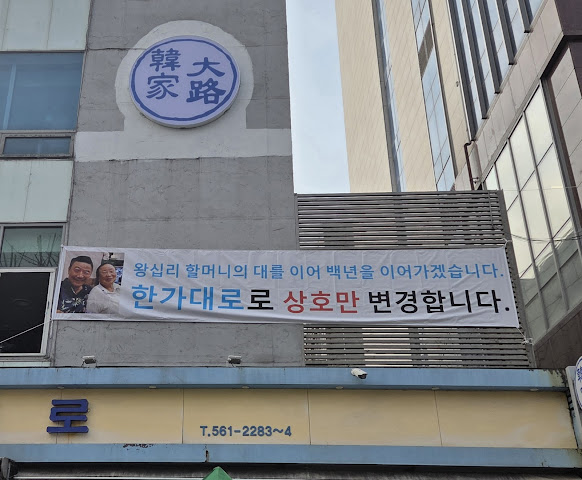 韓家
大路
왕십리 할머니의 대를 이어 백년을 이어가겠습니다.
한가대로로 상호만 변경합니다.
로
T.561-2283~4